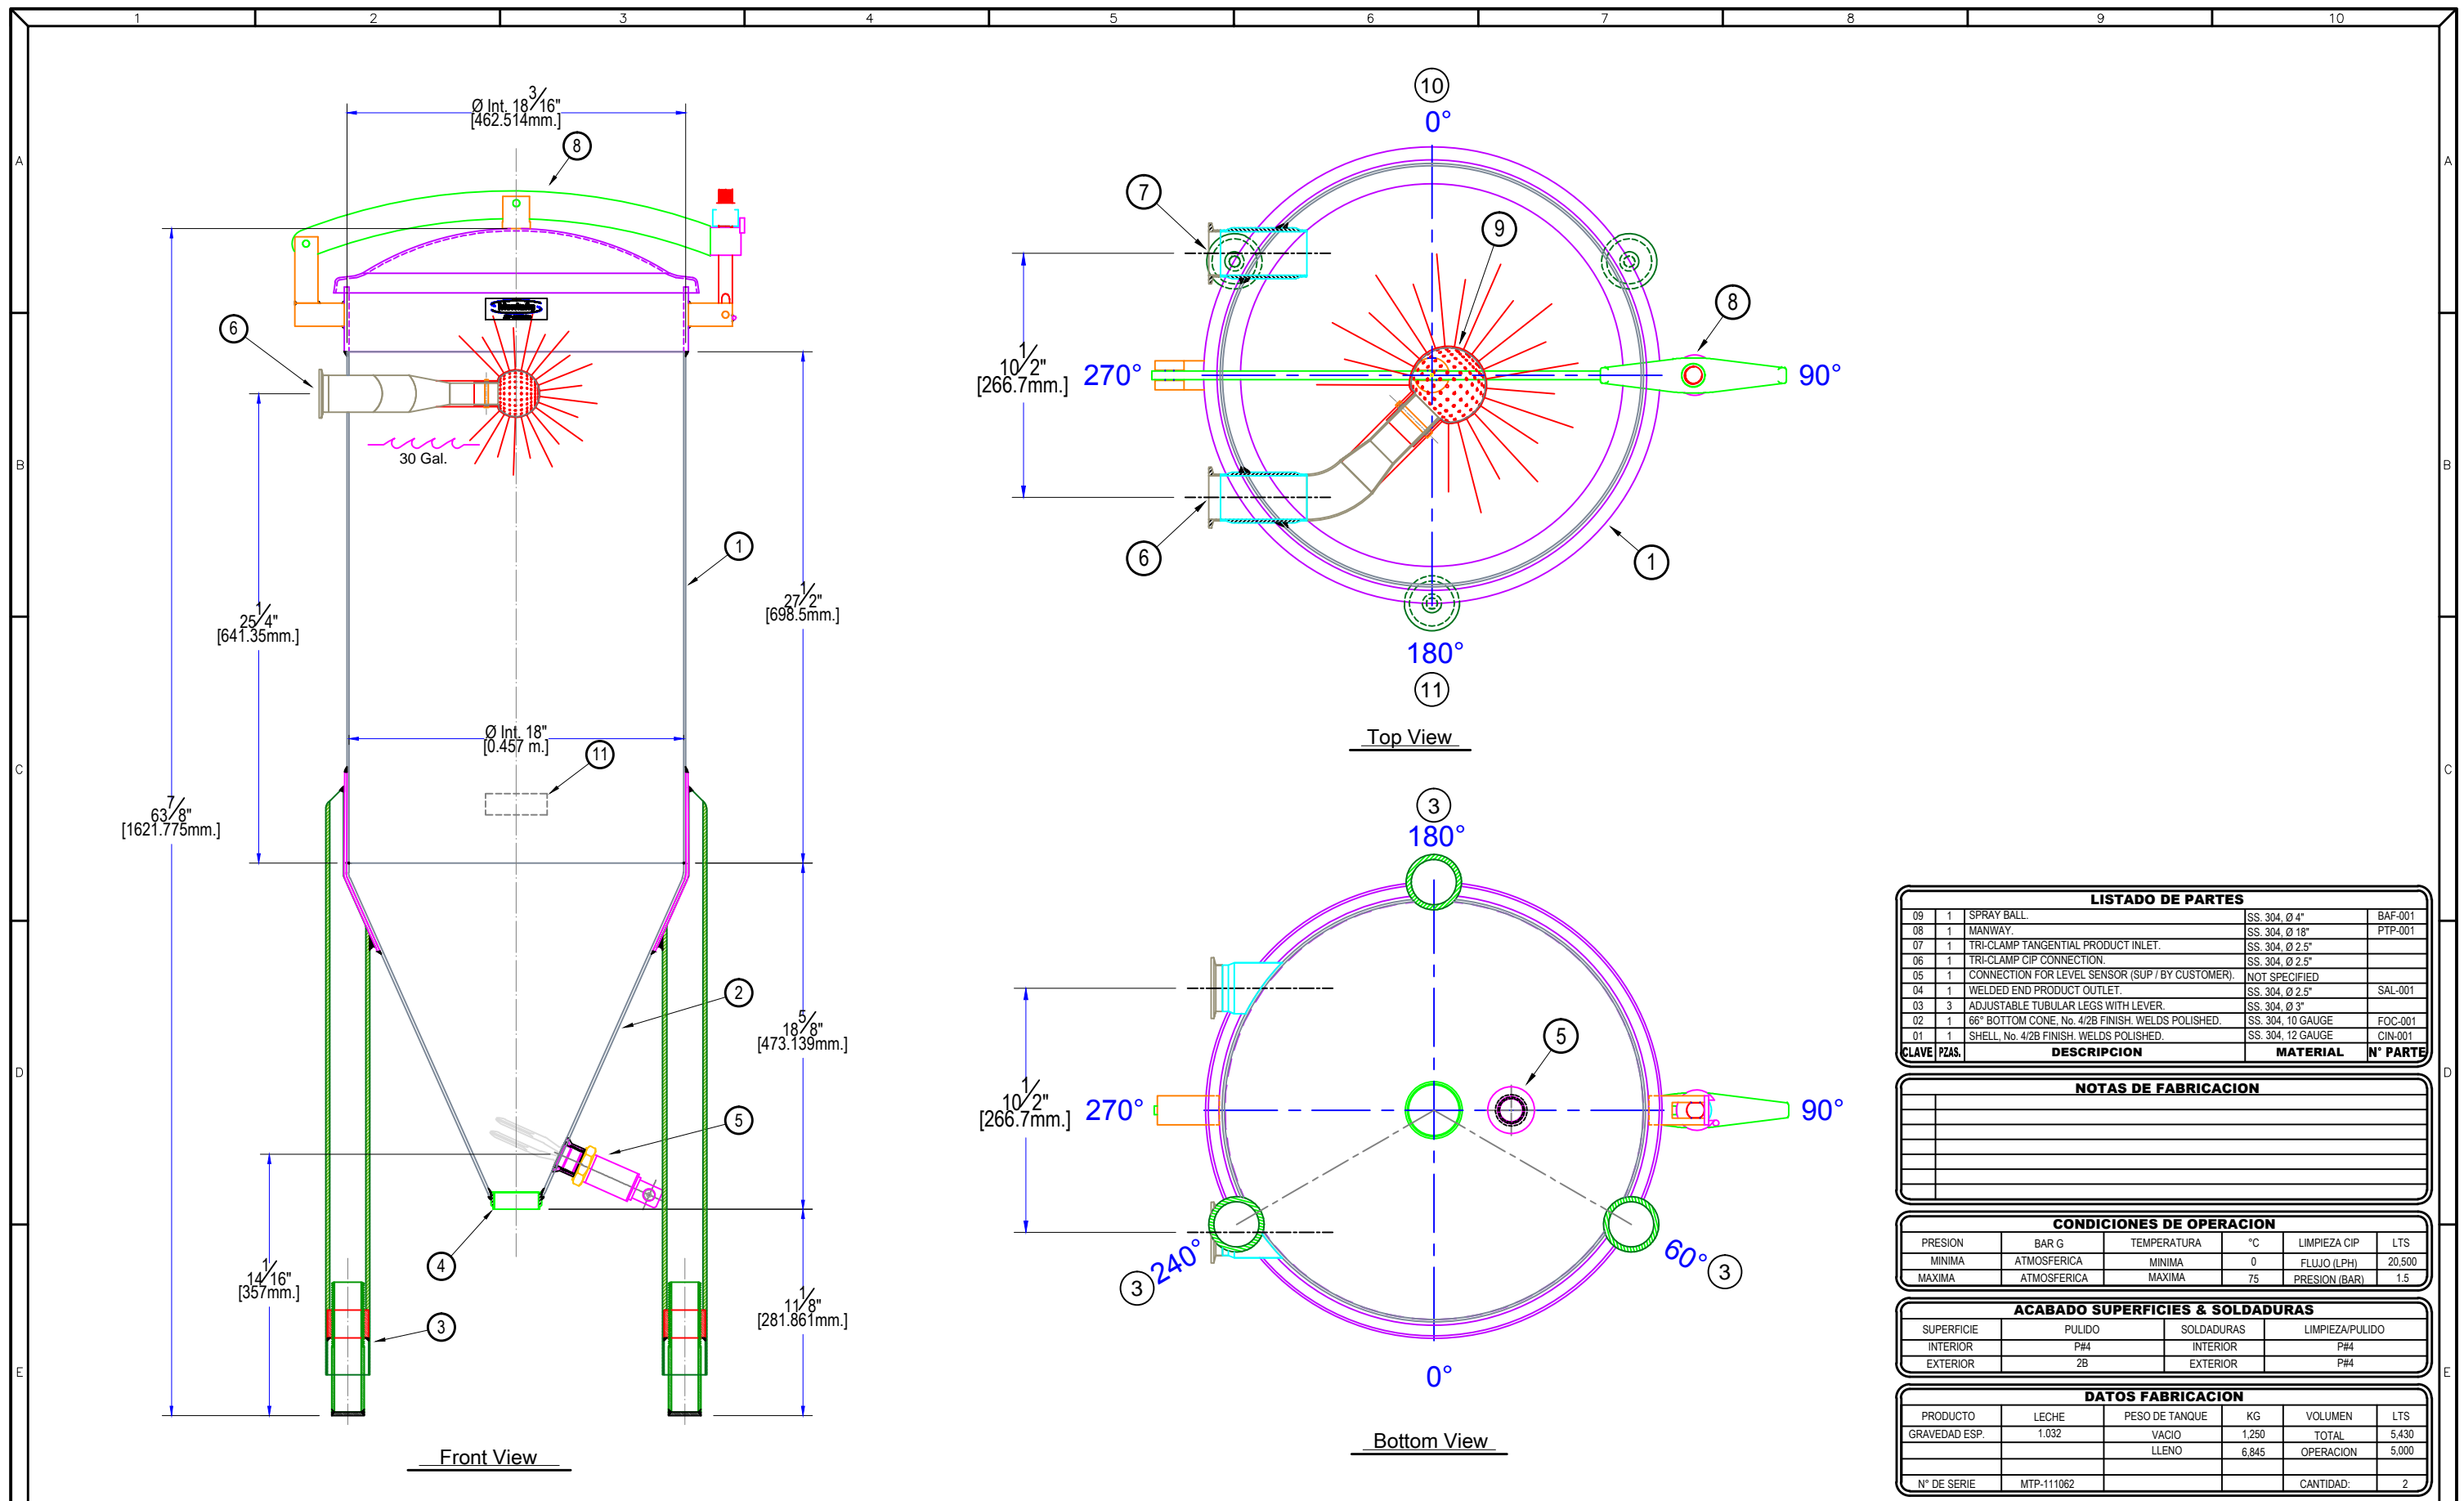 1 2 3 4 5 6 7 8 9 10
A
B
C
D
E
A
B
C
D
E
Ø Int. 18 3/16"
[462.514mm.]
8
6
30 Gal.
1
27 1/2"
[698.5mm.]
25 1/4"
[641.35mm.]
Ø Int. 18"
[0.457 m.]
11
63 7/8"
[1621.775mm.]
2
18 5/8"
[473.139mm.]
5
4
14 1/16"
[357mm.]
3
11 1/8"
[281.861mm.]
Front View
10
0°
7
9
8
10 1/2"
[266.7mm.]
270°
90°
6
1
180°
11
Top View
3
180°
5
10 1/2"
[266.7mm.]
270°
90°
3 240°
60° 3
0°
Bottom View
LISTADO DE PARTES
09 1 SPRAY BALL. SS. 304, Ø 4" BAF-001
08 1 MANWAY. SS. 304, Ø 18" PTP-001
07 1 TRI-CLAMP TANGENTIAL PRODUCT INLET. SS. 304, Ø 2.5"
06 1 TRI-CLAMP CIP CONNECTION. SS. 304, Ø 2.5"
05 1 CONNECTION FOR LEVEL SENSOR (SUP / BY CUSTOMER). NOT SPECIFIED
04 1 WELDED END PRODUCT OUTLET. SS. 304, Ø 2.5" SAL-001
03 3 ADJUSTABLE TUBULAR LEGS WITH LEVER. SS. 304, Ø 3"
02 1 66° BOTTOM CONE, No. 4/2B FINISH. WELDS POLISHED. SS. 304, 10 GAUGE FOC-001
01 1 SHELL, No. 4/2B FINISH. WELDS POLISHED. SS. 304, 12 GAUGE CIN-001
CLAVE PZAS. DESCRIPCION MATERIAL N° PARTE
NOTAS DE FABRICACION
CONDICIONES DE OPERACION
PRESION BAR G TEMPERATURA °C LIMPIEZA CIP LTS
MINIMA ATMOSFERICA MINIMA 0 FLUJO (LPH) 20,500
MAXIMA ATMOSFERICA MAXIMA 75 PRESION (BAR) 1.5
ACABADO SUPERFICIES & SOLDADURAS
SUPERFICIE PULIDO SOLDADURAS LIMPIEZA/PULIDO
INTERIOR P#4 INTERIOR P#4
EXTERIOR 2B EXTERIOR P#4
DATOS FABRICACION
PRODUCTO LECHE PESO DE TANQUE KG VOLUMEN LTS
GRAVEDAD ESP. 1.032 VACIO 1,250 TOTAL 5,430
LLENO 6,845 OPERACION 5,000
N° DE SERIE MTP-111062 CANTIDAD: 2